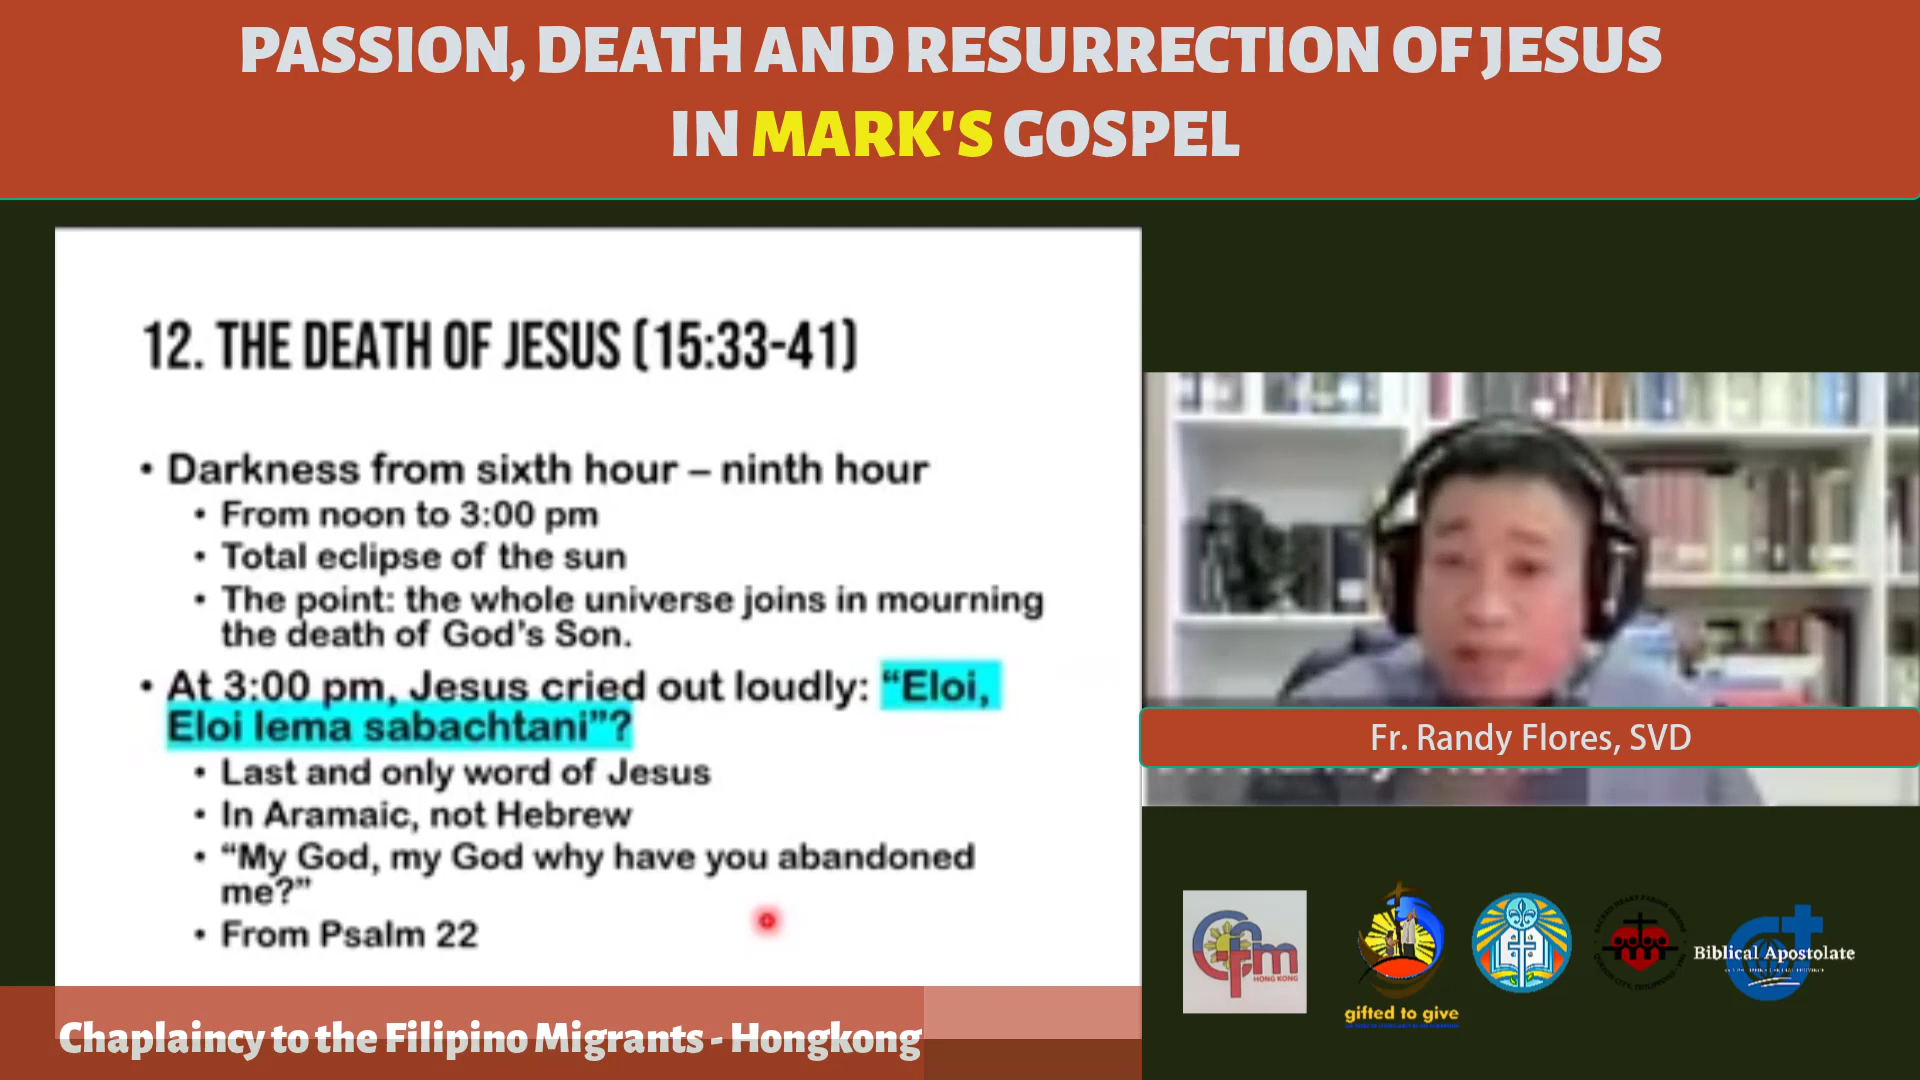 PASSION, DEATH AND RESURRECTION OF JESUS
IN MARK'S GOSPEL
12. THE DEATH OF JESUS (15:33-41)
• Darkness from sixth hour – ninth hour
• From noon to 3:00 pm
• Total eclipse of the sun
• The point: the whole universe joins in mourning
the death of God's Son.
• At 3:00 pm, Jesus cried out loudly: “Eloi,
Eloi lema sabachtani”?
• Last and only word of Jesus
• In Aramaic, not Hebrew
• “My God, my God why have you abandoned
me?”
• From Psalm 22
Fr. Randy Flores, SVD
HONG KONG
gifted to give
Biblical Apostolate
Chaplaincy to the Filipino Migrants - Hongkong